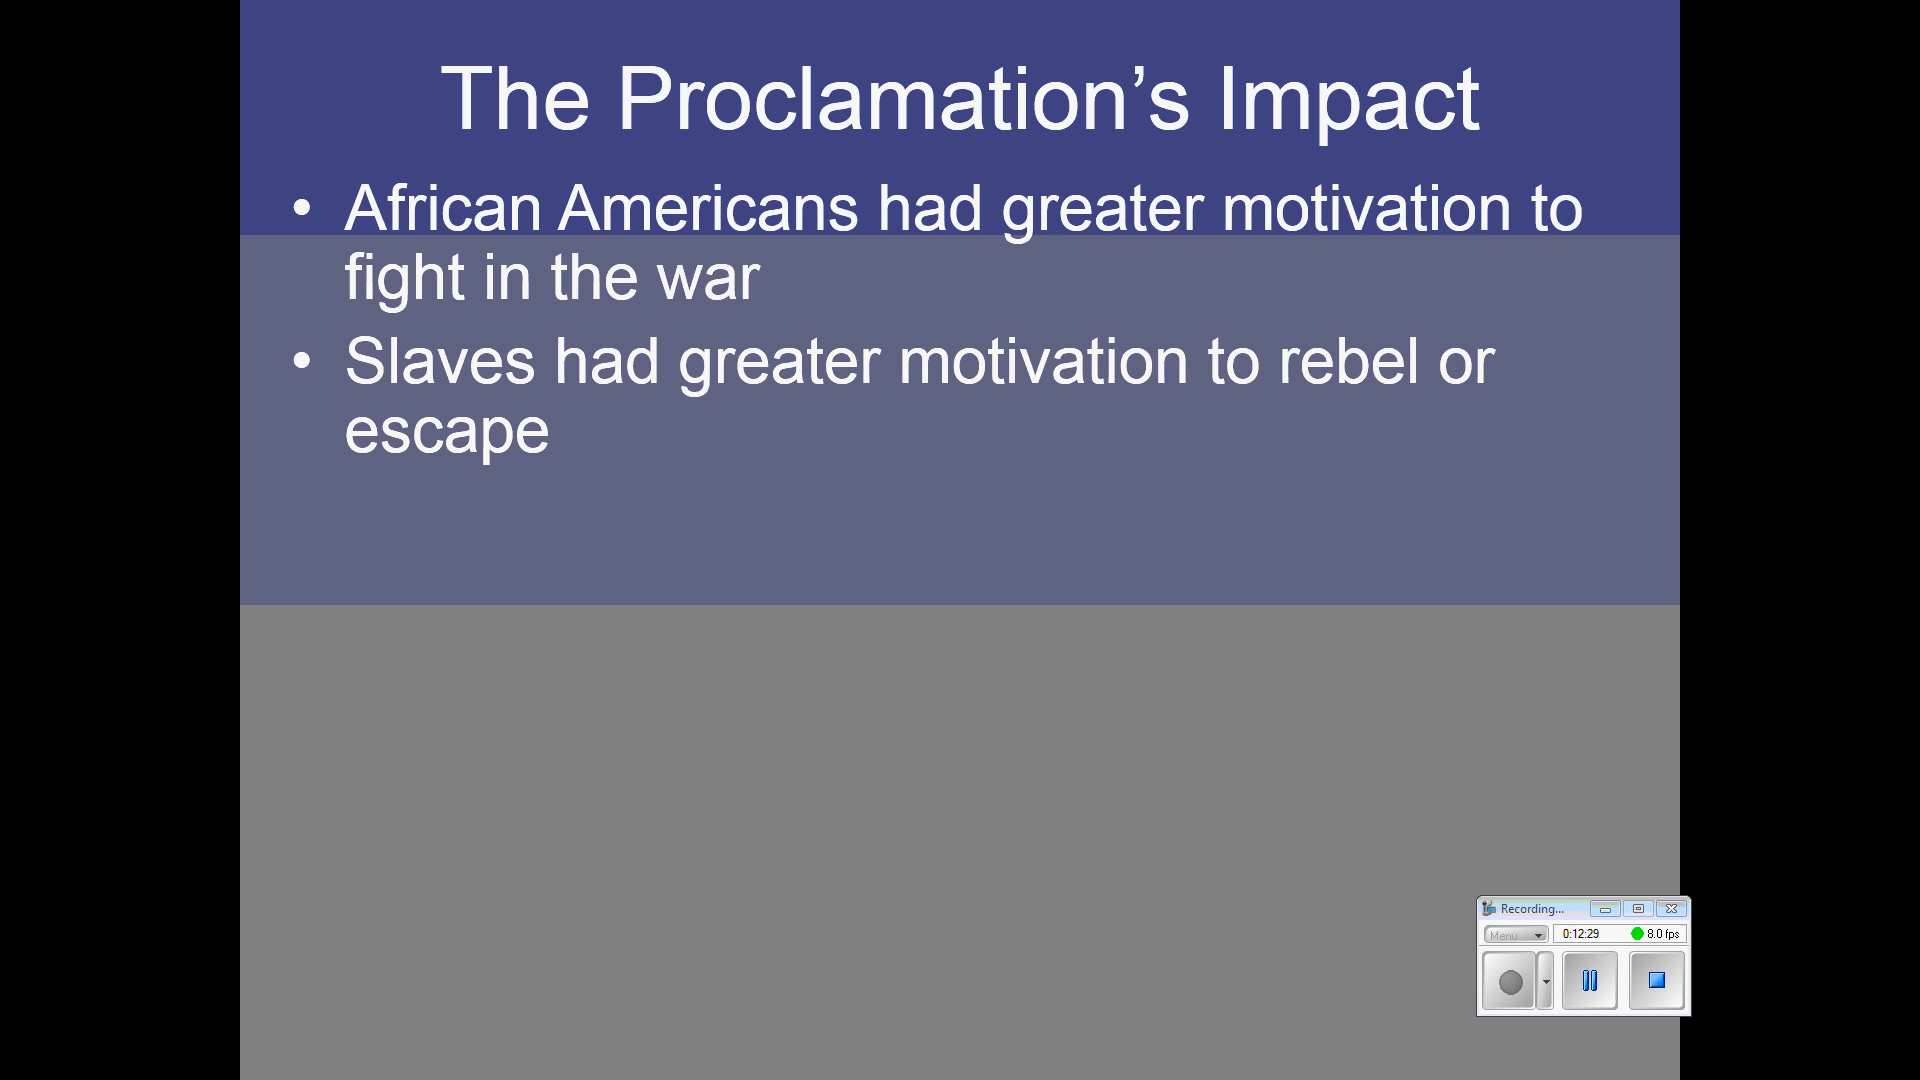 The Proclamation’s Impact
• African Americans had greater motivation to
fight in the war
• Slaves had greater motivation to rebel or
escape
Recording...
Menu
0:12:29
8.0 fps